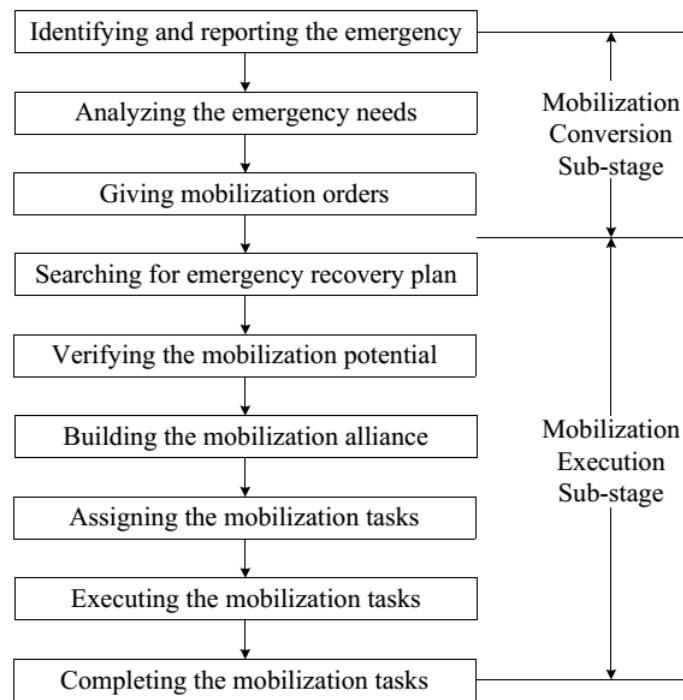 Identifying and reporting the emergency
Analyzing the emergency needs
Giving mobilization orders
Searching for emergency recovery plan
Verifying the mobilization potential
Building the mobilization alliance
Assigning the mobilization tasks
Executing the mobilization tasks
Completing the mobilization tasks
Mobilization
Conversion
Sub-stage
Mobilization
Execution
Sub-stage